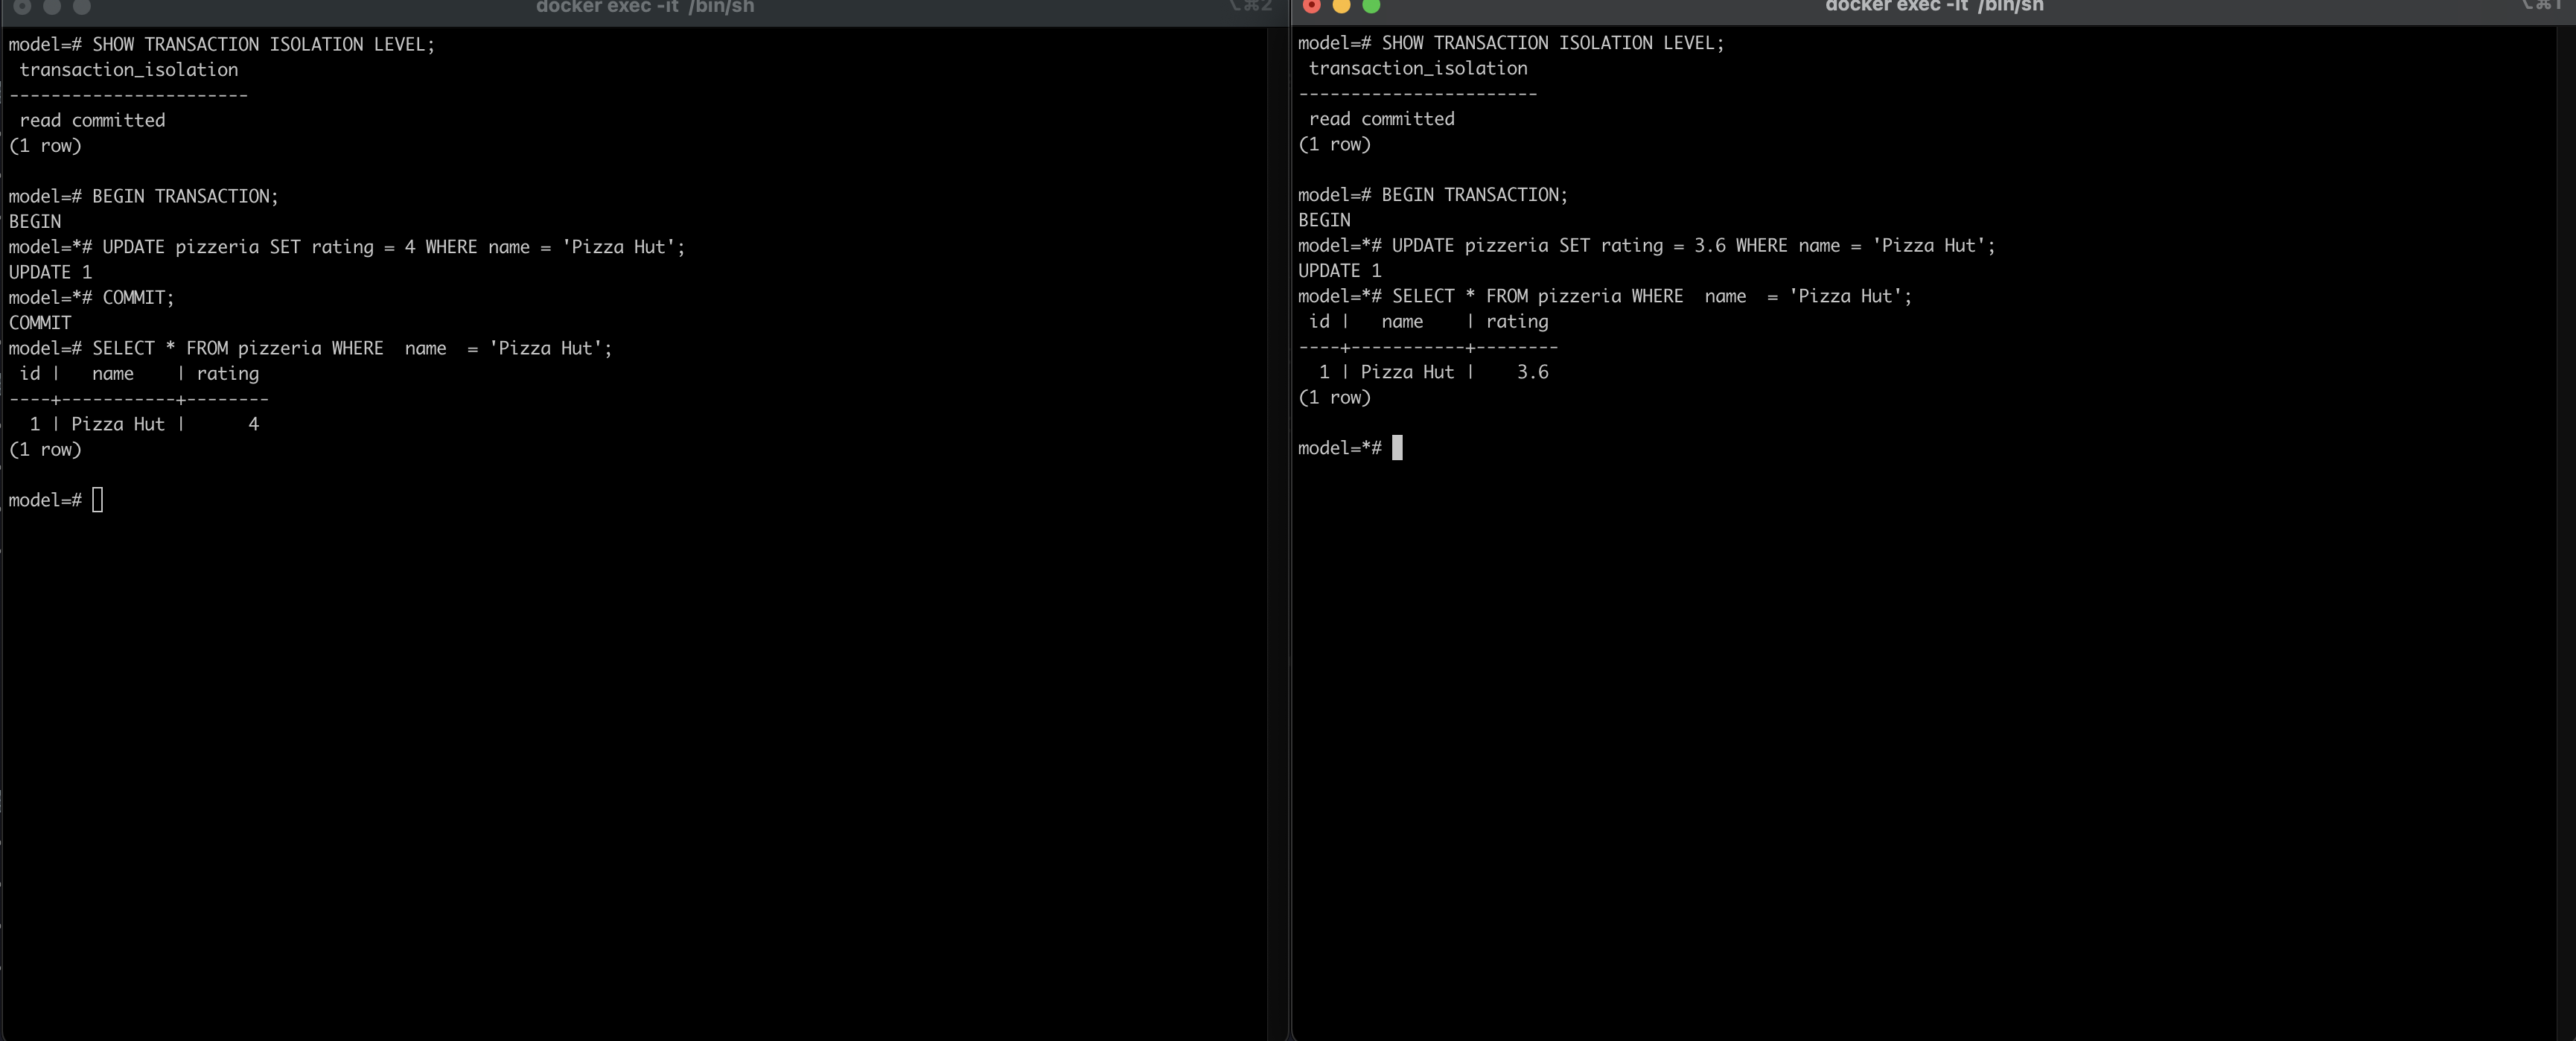 docker exec -it /bin/sh
⌥⌘2
model=# SHOW TRANSACTION ISOLATION LEVEL;
transaction_isolation
-----------------------
read committed
(1 row)
model=# BEGIN TRANSACTION;
BEGIN
model=*# UPDATE pizzeria SET rating = 4 WHERE name = 'Pizza Hut';
UPDATE 1
model=*# COMMIT;
COMMIT
model=# SELECT * FROM pizzeria WHERE  name  = 'Pizza Hut';
id |   name    | rating
----+-----------+--------
1 | Pizza Hut |      4
(1 row)
model=#
docker exec -it /bin/sh
⌥⌘1
model=# SHOW TRANSACTION ISOLATION LEVEL;
transaction_isolation
-----------------------
read committed
(1 row)
model=# BEGIN TRANSACTION;
BEGIN
model=*# UPDATE pizzeria SET rating = 3.6 WHERE name = 'Pizza Hut';
UPDATE 1
model=*# SELECT * FROM pizzeria WHERE  name  = 'Pizza Hut';
id |   name    | rating
----+-----------+--------
1 | Pizza Hut |    3.6
(1 row)
model=*#